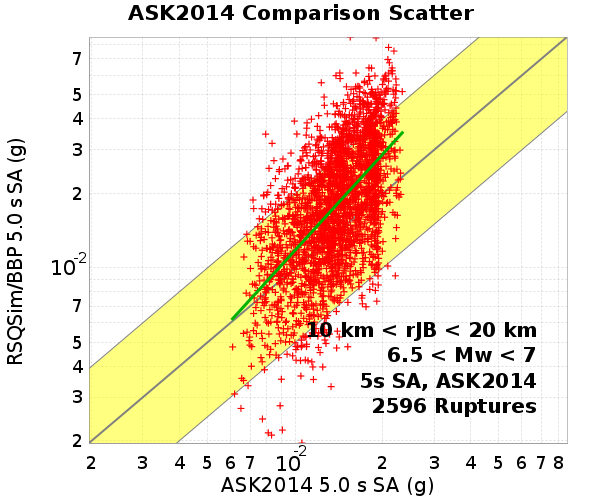 ASK2014 Comparison Scatter
7
5
4
3
2
10-2
7
5
4
3
2
RSQSim/BBP 5.0 s SA (g)
10 km < rJB < 20 km
6.5 < Mw < 7
5s SA, ASK2014
2596 Ruptures
2 3 4 5 6 7 10-2 2 3 4 5 6 7 8
ASK2014 5.0 s SA (g)